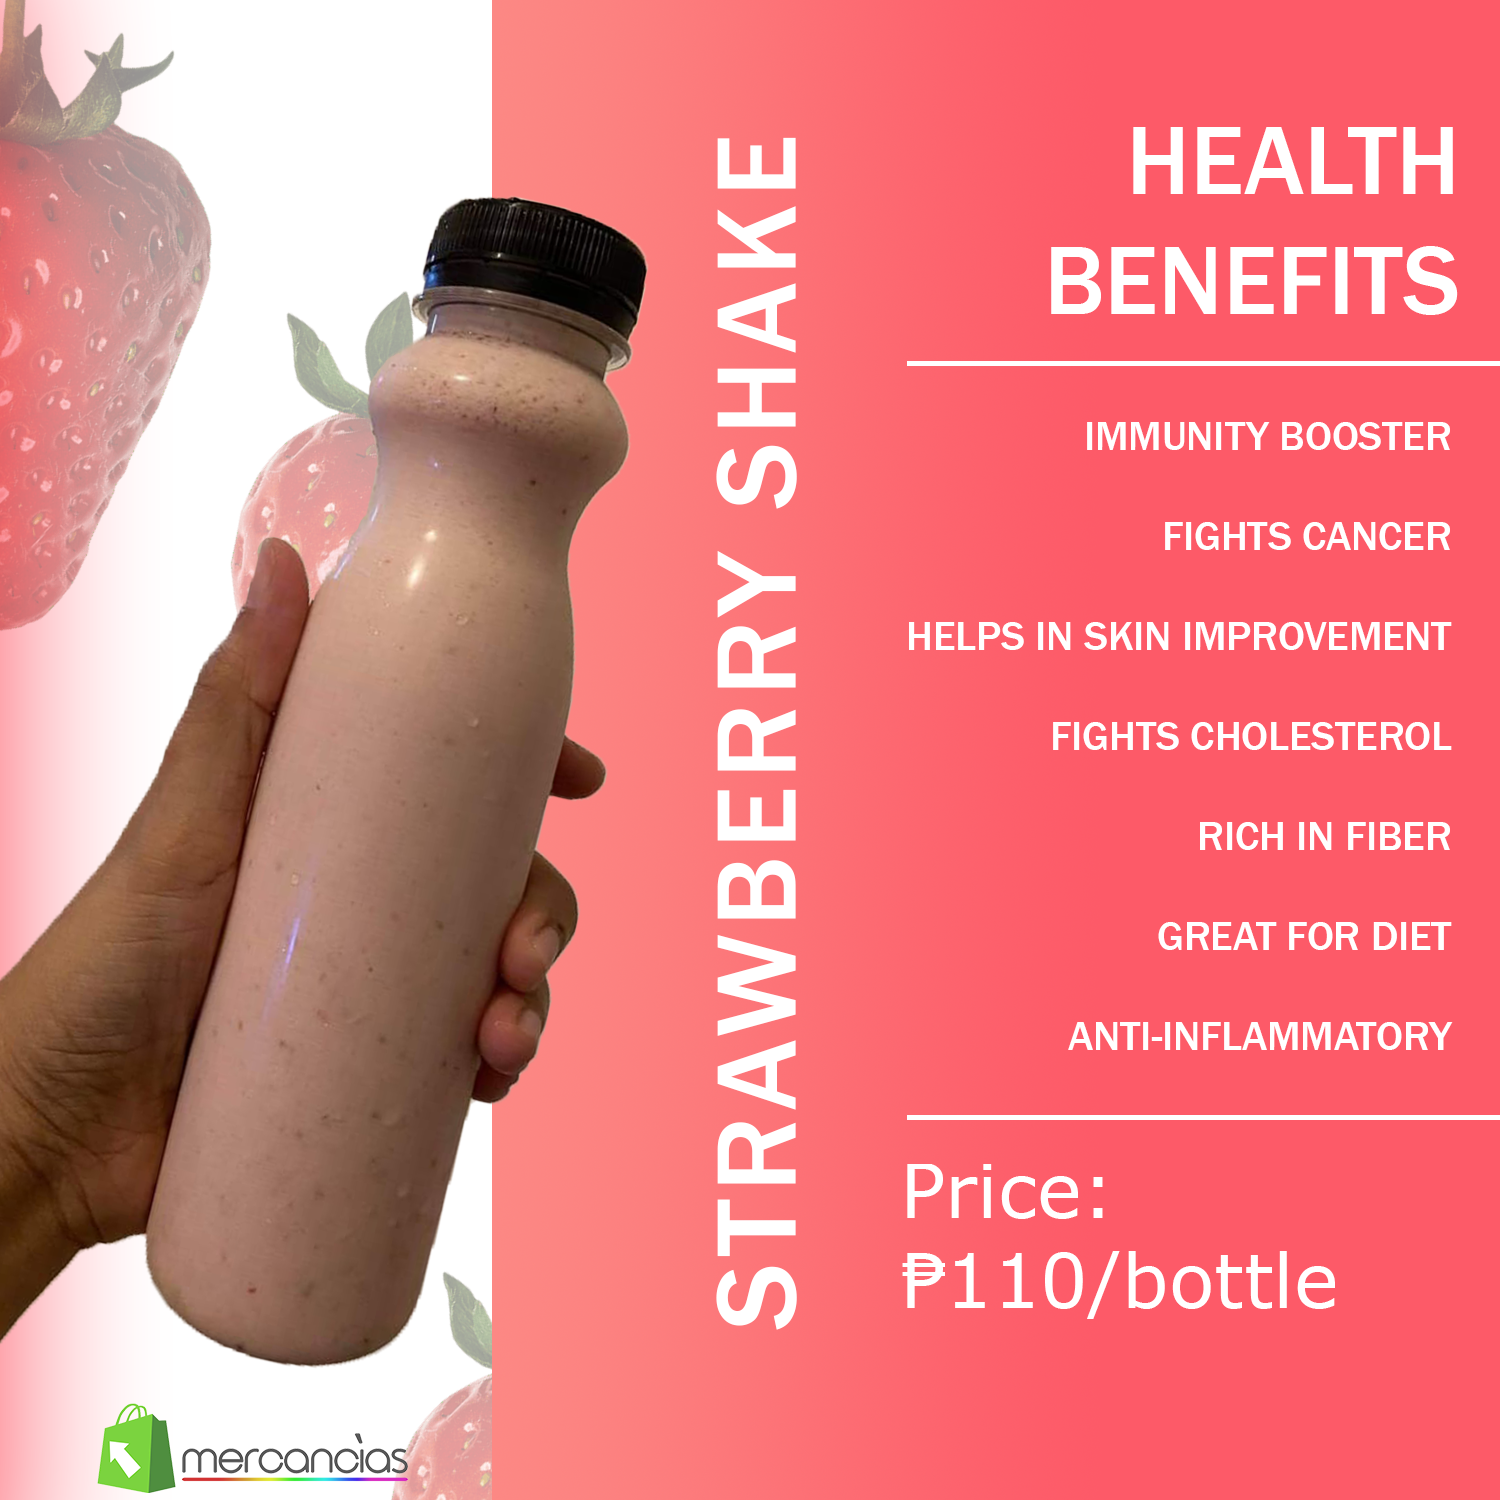 STRAWBERRY SHAKE
HEALTH
BENEFITS
IMMUNITY BOOSTER
FIGHTS CANCER
HELPS IN SKIN IMPROVEMENT
FIGHTS CHOLESTEROL
RICH IN FIBER
GREAT FOR DIET
ANTI-INFLAMMATORY
Price:
₱110/bottle
mercancìas